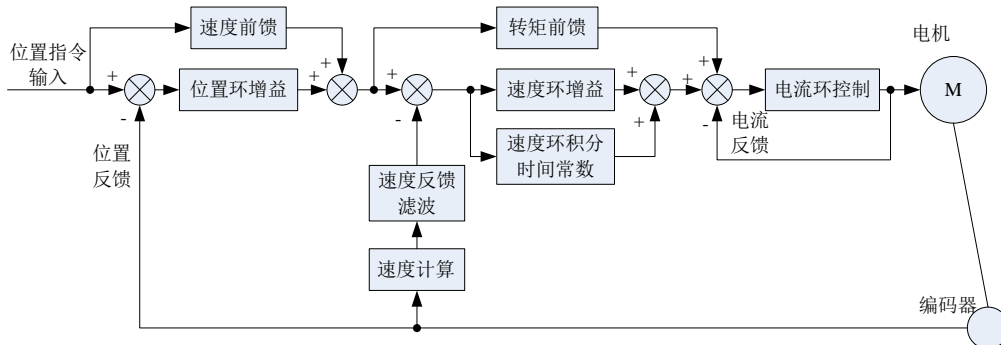 速度前馈
转矩前馈
电机
位置指令
输入
+
+
+
+
+
+
+
+
+
位置环增益
速度环增益
电流环控制
M
-
-
-
+
电流
反馈
位置
反馈
速度环积分
时间常数
速度反馈
滤波
速度计算
编码器